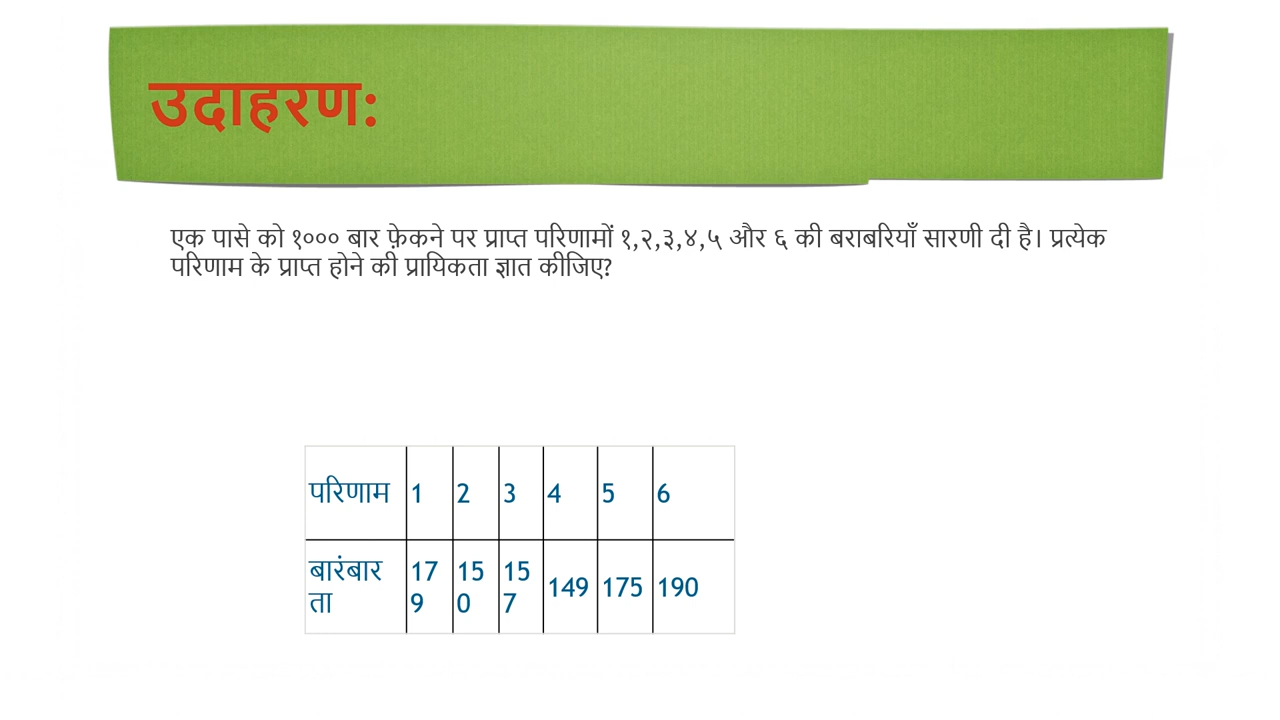 उदाहरण:
एक पासे को १००० बार फ़ेकने पर प्राप्त परिणामों १,२,३,४,५ और ६ की बराबरियाँ सारणी दी है। प्रत्येक
परिणाम के प्राप्त होने की प्रायिकता ज्ञात कीजिए?
परिणाम 1 2 3 4 5 6
बारंबार 17 15 15 149 175 190
ता 9 0 7